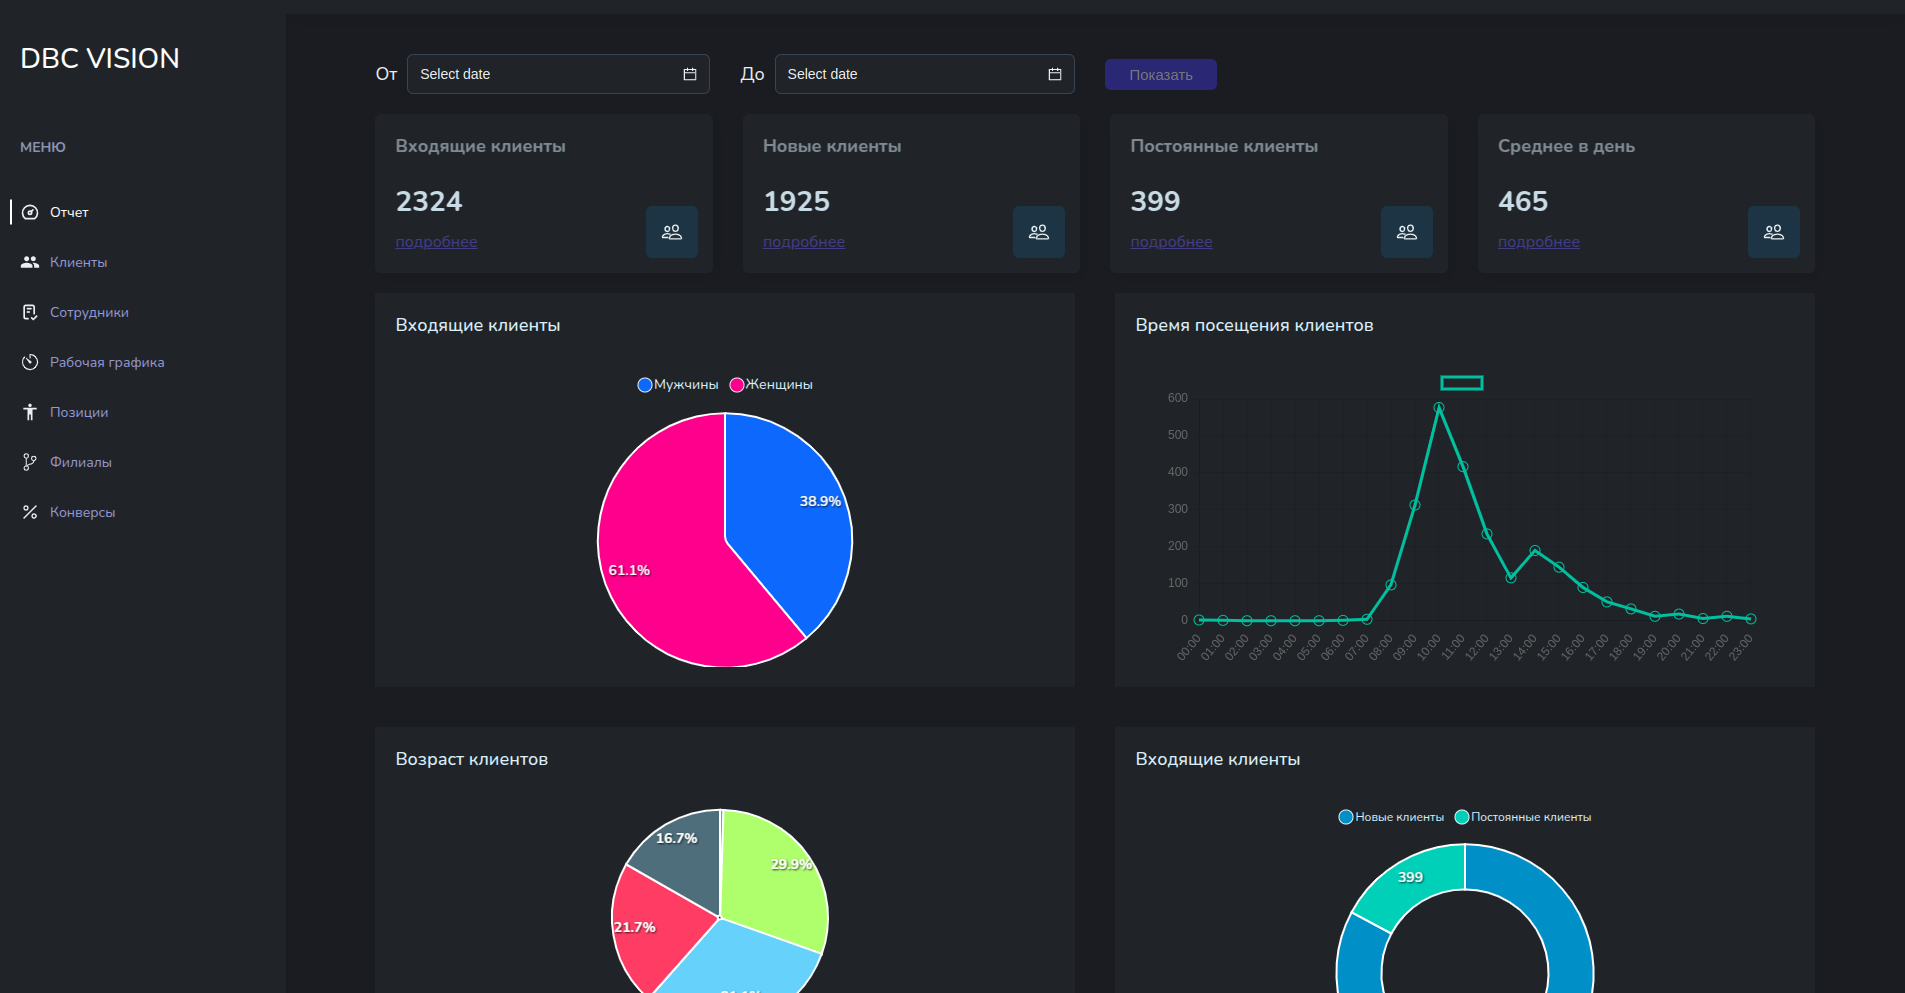 DBC VISION
МЕНЮ
Отчет
Клиенты
Сотрудники
Рабочая графика
Позиции
Филиалы
Конверсы
От Select date До Select date Показать
Входящие клиенты
2324
подробнее
Новые клиенты
1925
подробнее
Постоянные клиенты
399
подробнее
Среднее в день
465
подробнее
Входящие клиенты
Мужчины Женщины
38.9%
61.1%
Время посещения клиентов
600
500
400
300
200
100
0
00:00 01:00 02:00 03:00 04:00 05:00 06:00 07:00 08:00 09:00 10:00 11:00 12:00 13:00 14:00 15:00 16:00 17:00 18:00 19:00 20:00 21:00 22:00 23:00
Возраст клиентов
16.7%
29.9%
21.7%
Входящие клиенты
Новые клиенты Постоянные клиенты
399